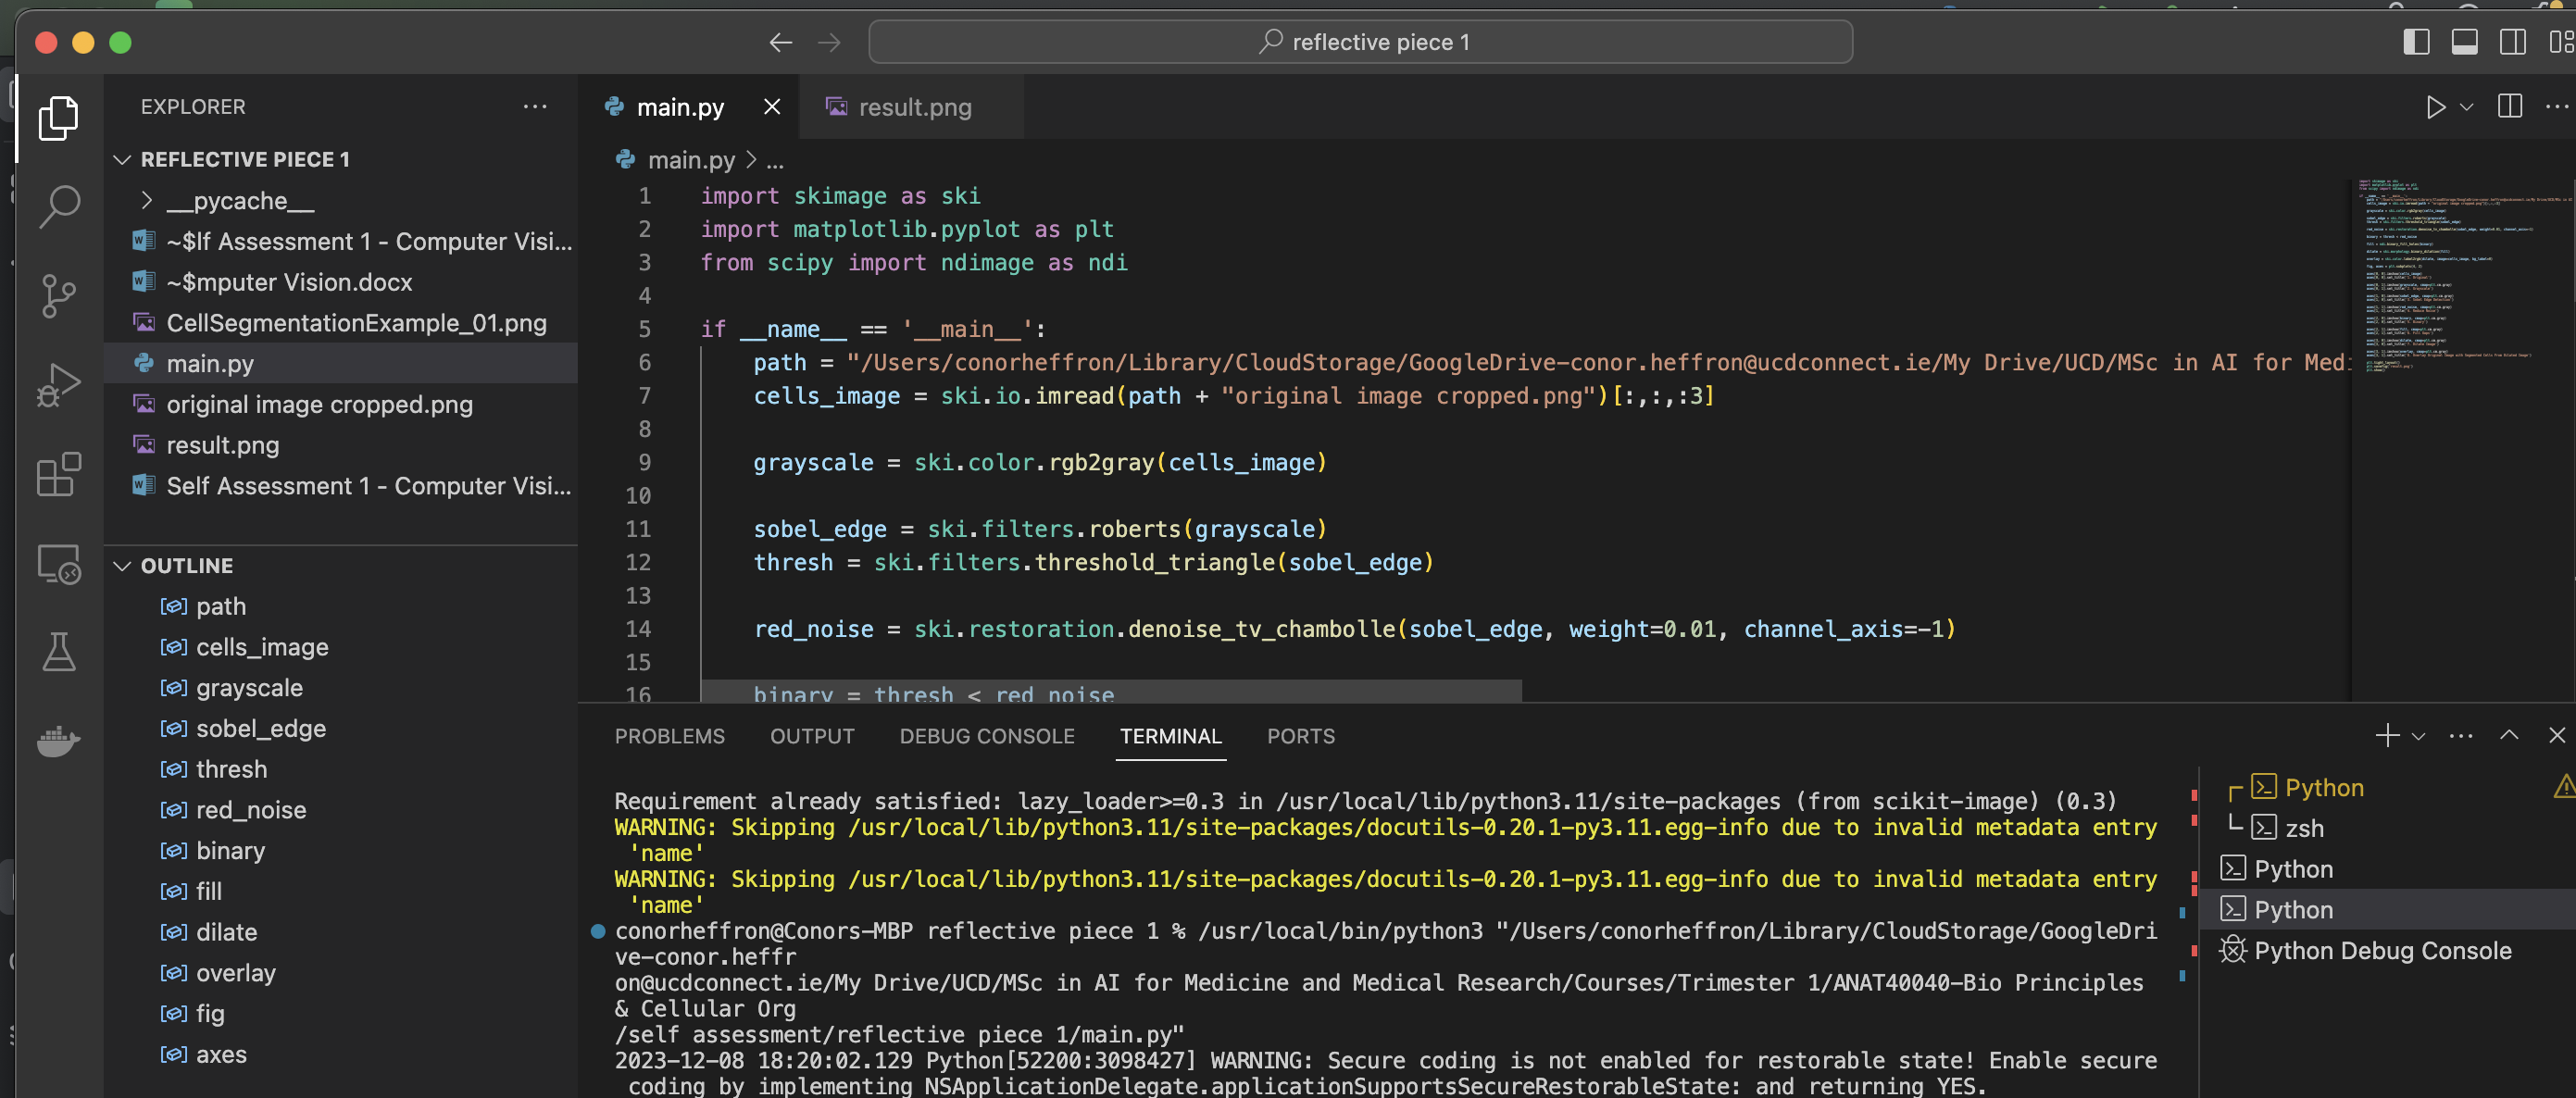 reflective piece 1
EXPLORER
REFLECTIVE PIECE 1
__pycache__
~$lf Assessment 1 - Computer Visi...
~$mputer Vision.docx
CellSegmentationExample_01.png
main.py
original image cropped.png
result.png
Self Assessment 1 - Computer Visi...
OUTLINE
path
cells_image
grayscale
sobel_edge
thresh
red_noise
binary
fill
dilate
overlay
fig
axes
main.py
result.png
main.py > ...
1 import skimage as ski
2 import matplotlib.pyplot as plt
3 from scipy import ndimage as ndi
4
5 if __name__ == '__main__':
6 path = "/Users/conorheffron/Library/CloudStorage/GoogleDrive-conor.heffron@ucdconnect.ie/My Drive/UCD/MSc in AI for Medi
7 cells_image = ski.io.imread(path + "original image cropped.png")[:,:,:3]
8
9 grayscale = ski.color.rgb2gray(cells_image)
10
11 sobel_edge = ski.filters.roberts(grayscale)
12 thresh = ski.filters.threshold_triangle(sobel_edge)
13
14 red_noise = ski.restoration.denoise_tv_chambolle(sobel_edge, weight=0.01, channel_axis=-1)
15
16 binary = thresh < red_noise
PROBLEMS OUTPUT DEBUG CONSOLE TERMINAL PORTS
Requirement already satisfied: lazy_loader>=0.3 in /usr/local/lib/python3.11/site-packages (from scikit-image) (0.3)
WARNING: Skipping /usr/local/lib/python3.11/site-packages/docutils-0.20.1-py3.11.egg-info due to invalid metadata entry
'name'
WARNING: Skipping /usr/local/lib/python3.11/site-packages/docutils-0.20.1-py3.11.egg-info due to invalid metadata entry
'name'
conorheffron@Conors-MBP reflective piece 1 % /usr/local/bin/python3 "/Users/conorheffron/Library/CloudStorage/GoogleDri
ve-conor.heffr
on@ucdconnect.ie/My Drive/UCD/MSc in AI for Medicine and Medical Research/Courses/Trimester 1/ANAT40040-Bio Principles
& Cellular Org
/self assessment/reflective piece 1/main.py"
2023-12-08 18:20:02.129 Python[52200:3098427] WARNING: Secure coding is not enabled for restorable state! Enable secure
coding by implementing NSApplicationDelegate.applicationSupportsSecureRestorableState: and returning YES.
Python
zsh
Python
Python
Python Debug Console